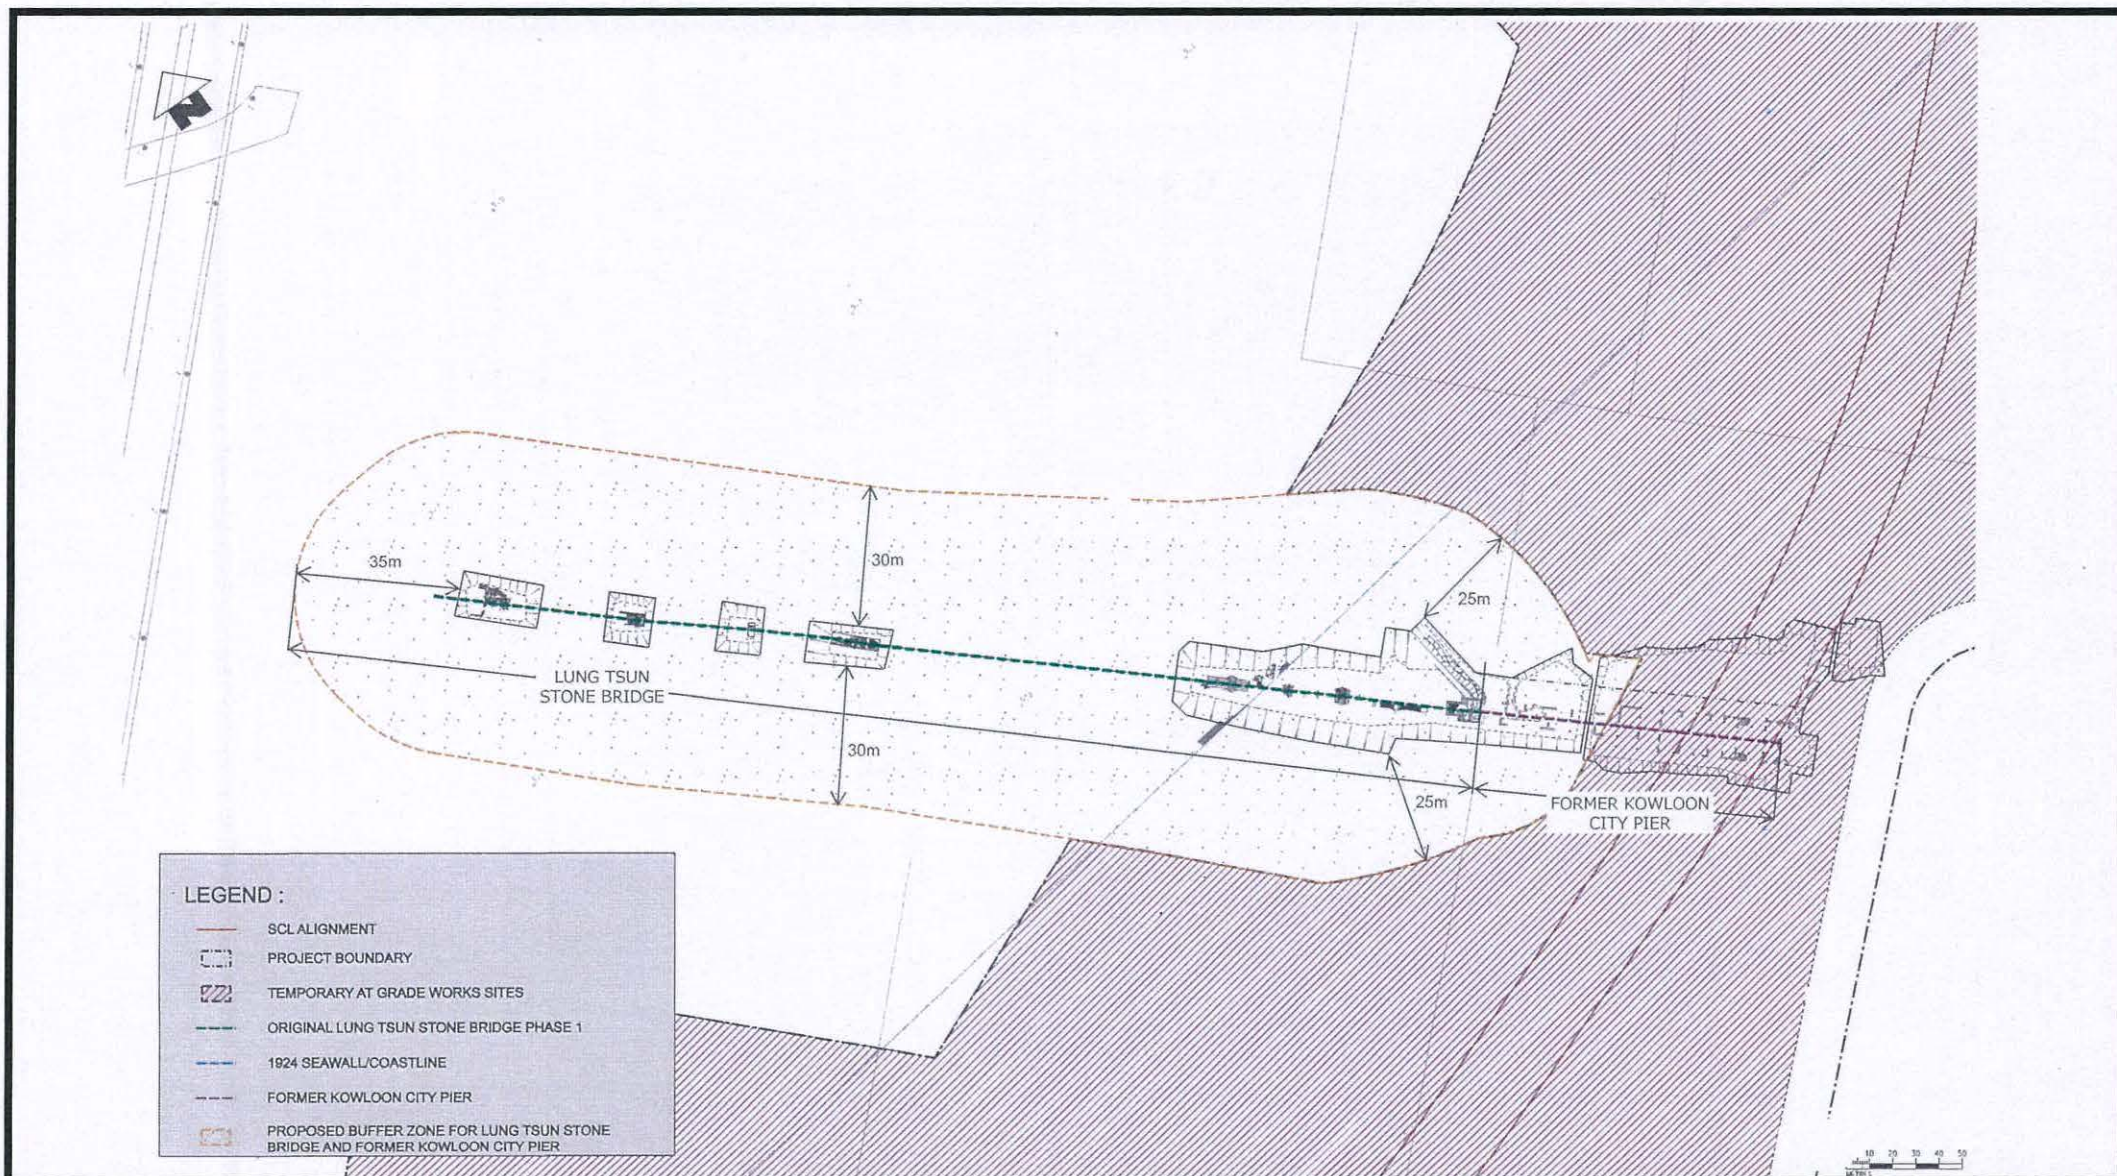 N
35m
30m
25m
LUNG TSUN
STONE BRIDGE
30m
25m
FORMER KOWLOON
CITY PIER
LEGEND :
SCL ALIGNMENT
PROJECT BOUNDARY
TEMPORARY AT GRADE WORKS SITES
ORIGINAL LUNG TSUN STONE BRIDGE PHASE 1
1924 SEAWALL/COASTLINE
FORMER KOWLOON CITY PIER
PROPOSED BUFFER ZONE FOR LUNG TSUN STONE
BRIDGE AND FORMER KOWLOON CITY PIER
10 20 30 40 50